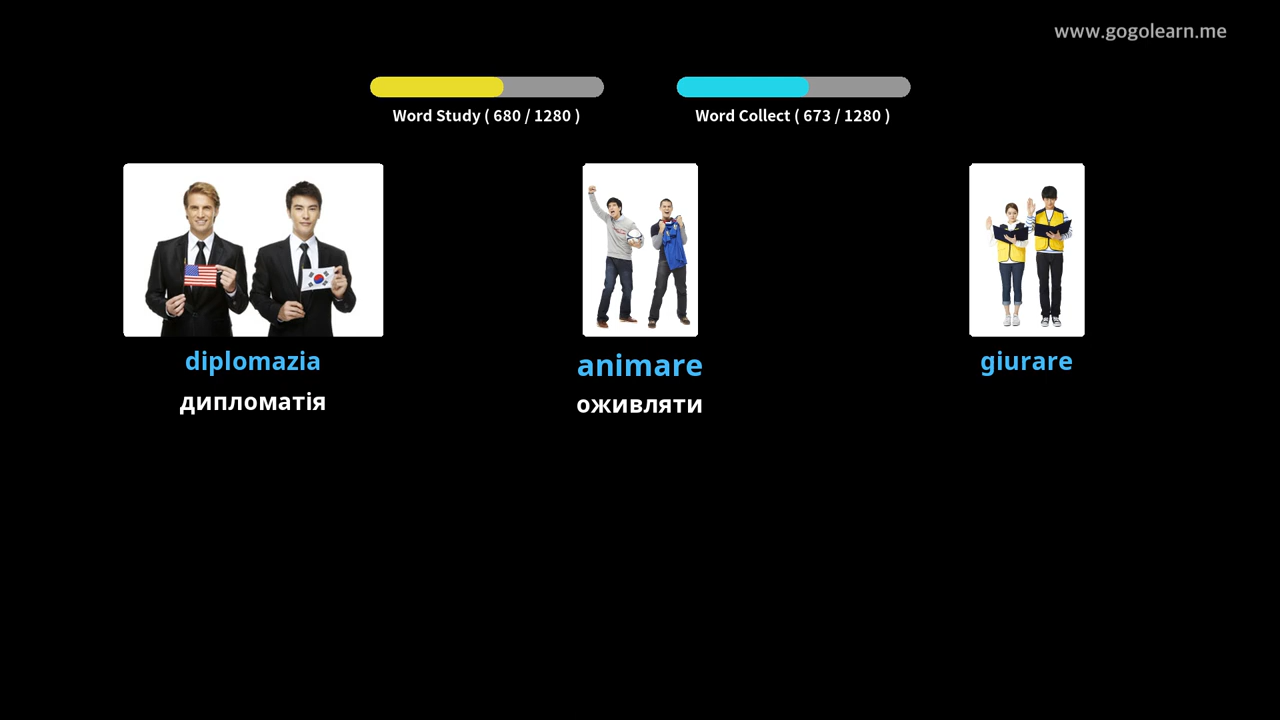 www.gogolearn.me
Word Study ( 680 / 1280 )
Word Collect ( 673 / 1280 )
diplomazia
animare
giurare
дипломатія
оживляти